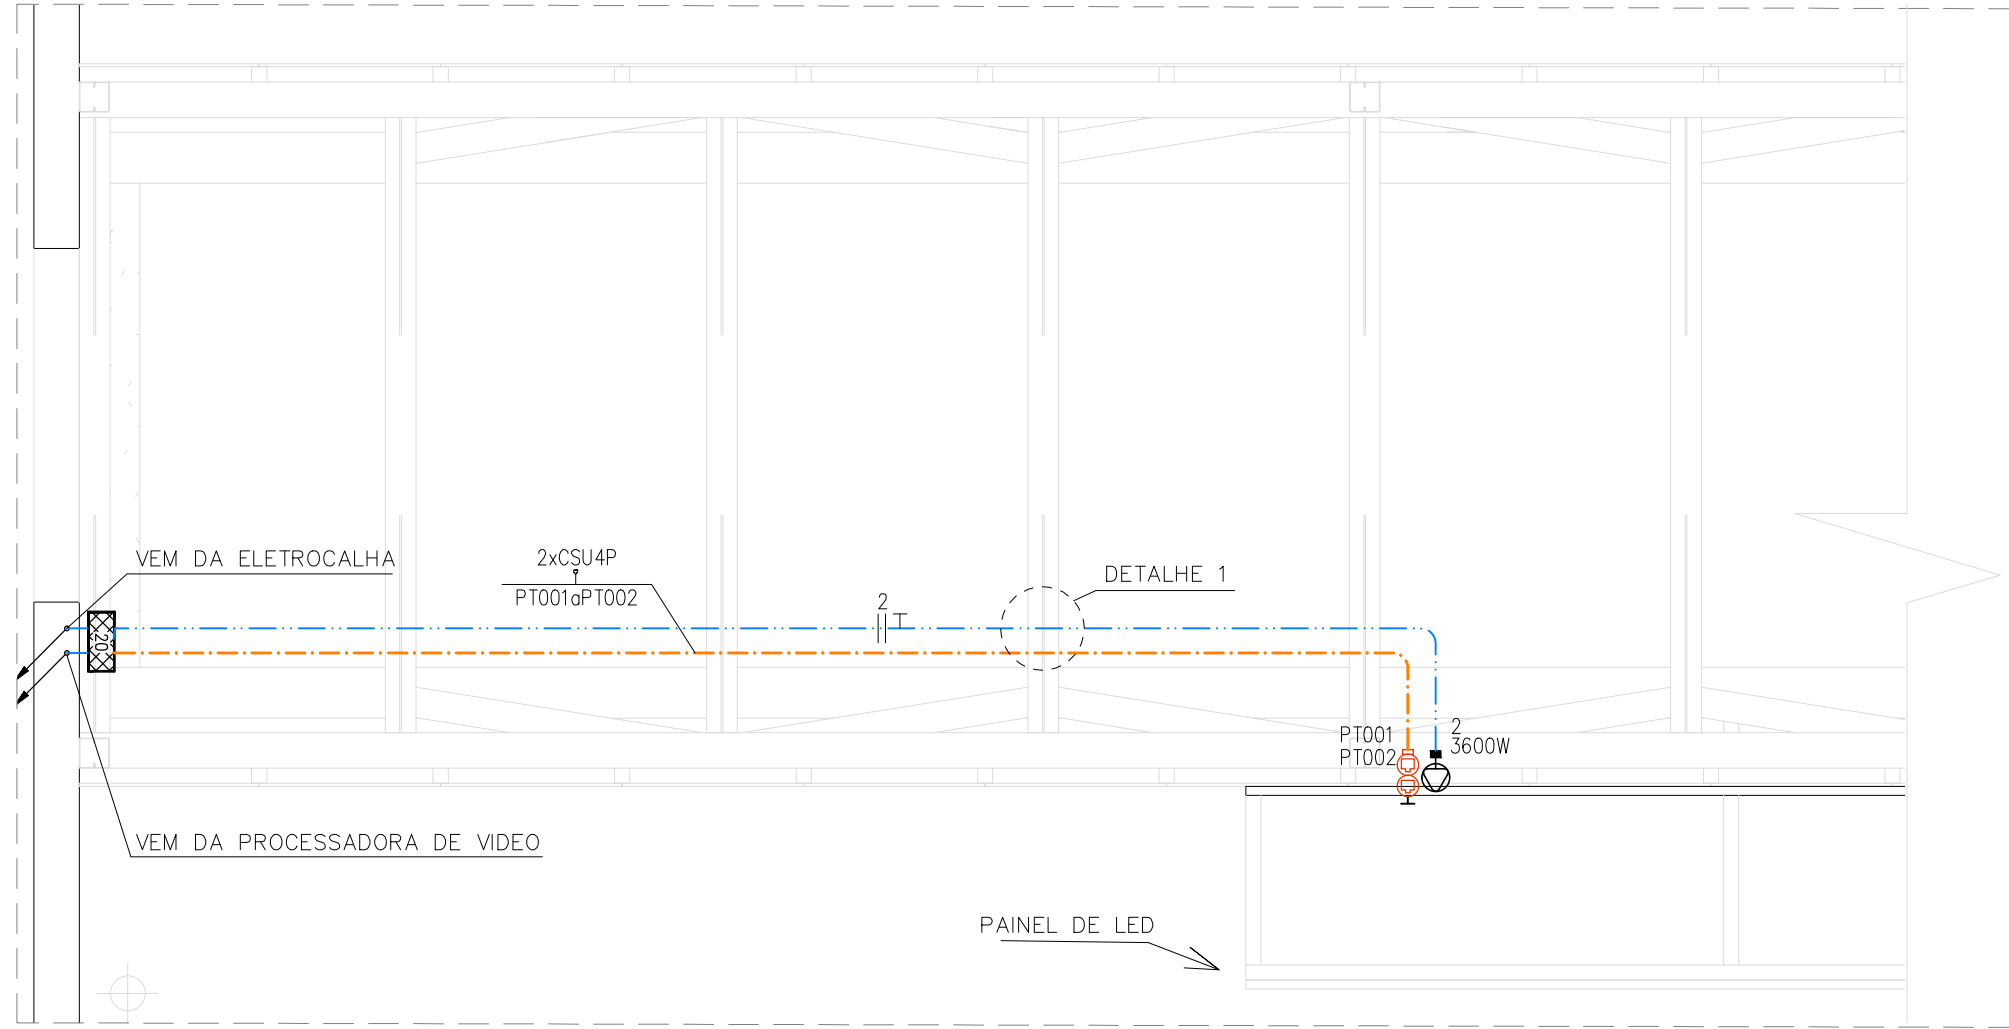 VEM DA ELETROCALHA
2xCSU4P
PT001aPT002
DETALHE 1
2
20
PT001
PT002
2
3600W
VEM DA PROCESSADORA DE VIDEO
PAINEL DE LED